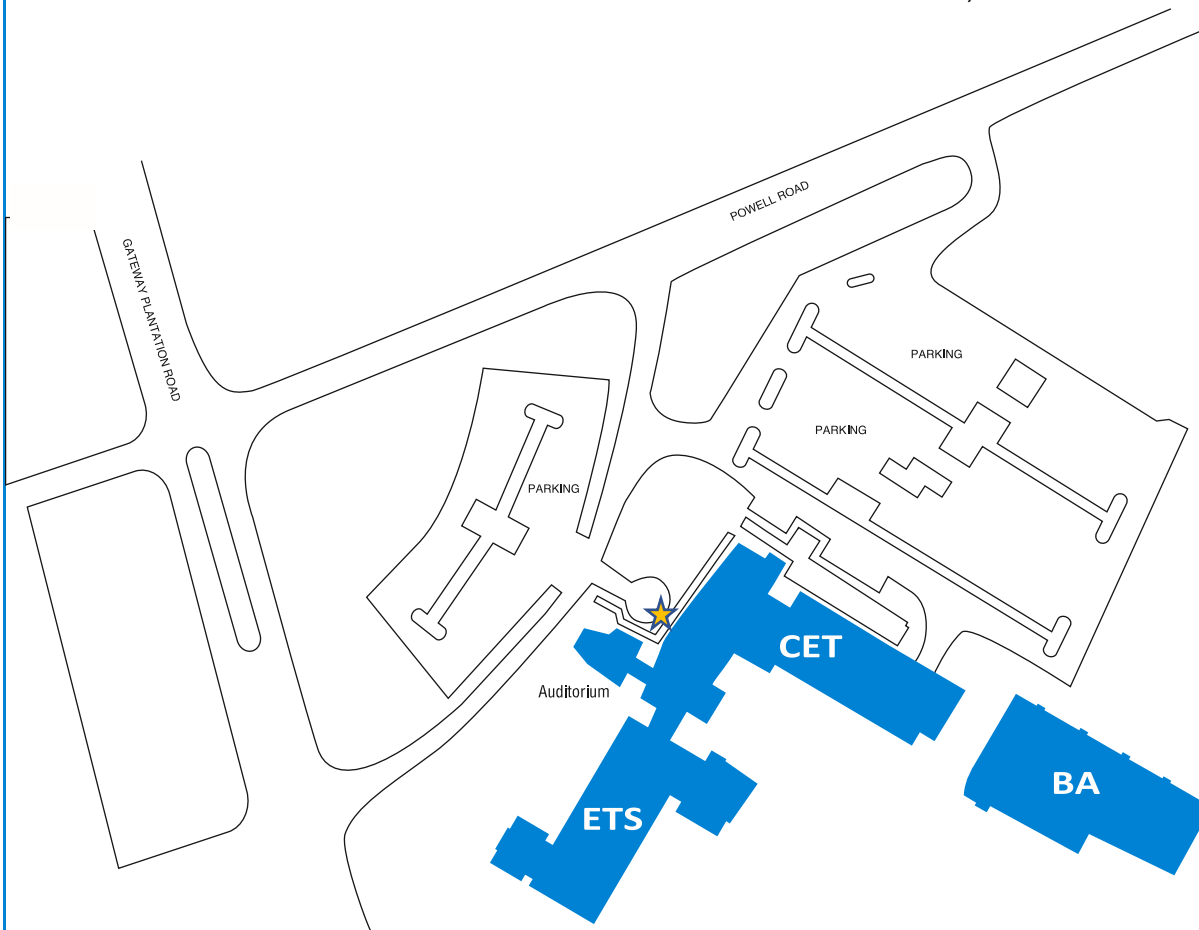 POWELL ROAD
GATEWAY PLANTATION ROAD
PARKING
PARKING
PARKING
CET
Auditorium
BA
ETS